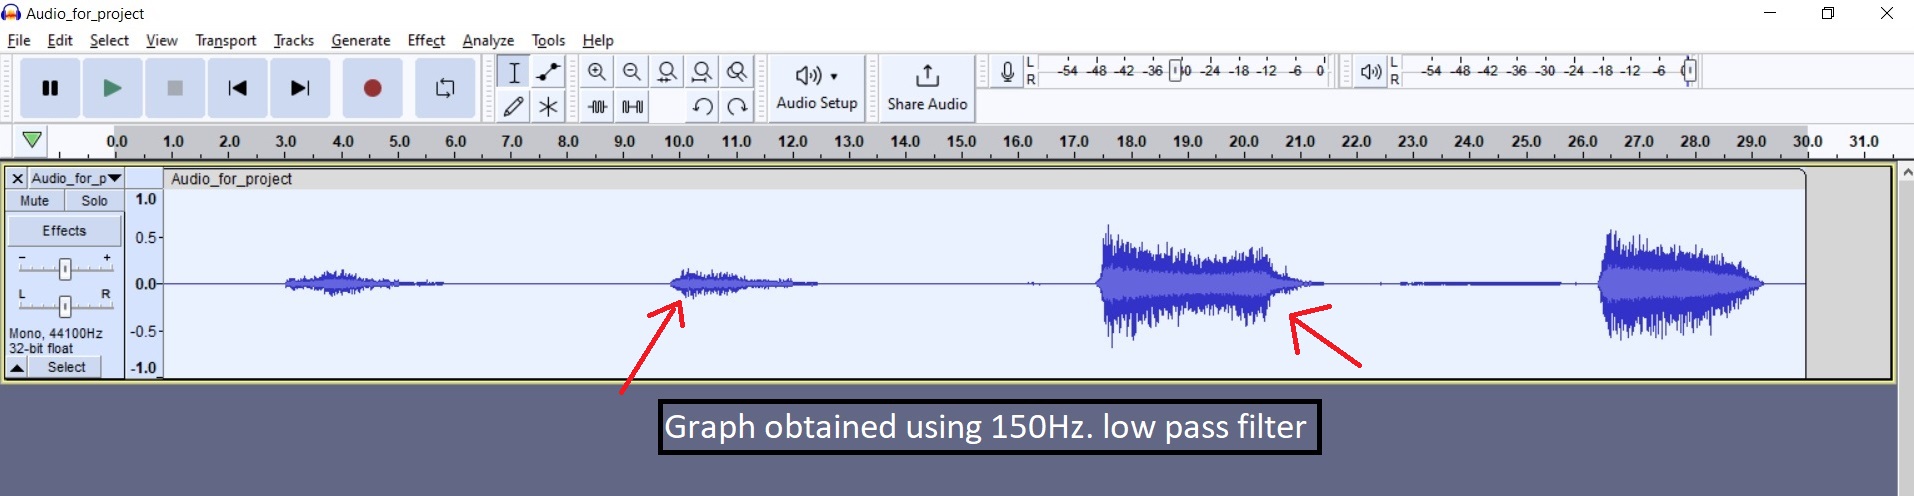 Audio_for_project
File Edit Select View Transport Tracks Generate Effect Analyze Tools Help
Audio Setup
Share Audio
L
R
-54 -48 -42 -36 -24 -18 -12 -6 0
L
R
-54 -48 -42 -36 -30 -24 -18 -12 -6
0.0 1.0 2.0 3.0 4.0 5.0 6.0 7.0 8.0 9.0 10.0 11.0 12.0 13.0 14.0 15.0 16.0 17.0 18.0 19.0 20.0 21.0 22.0 23.0 24.0 25.0 26.0 27.0 28.0 29.0 30.0 31.0
Audio_for_p
Audio_for_project
Mute Solo
Effects
- +
L R
Mono, 44100Hz
32-bit float
Select
1.0
0.5-
0.0-
-0.5-
-1.0
Graph obtained using 150Hz. low pass filter